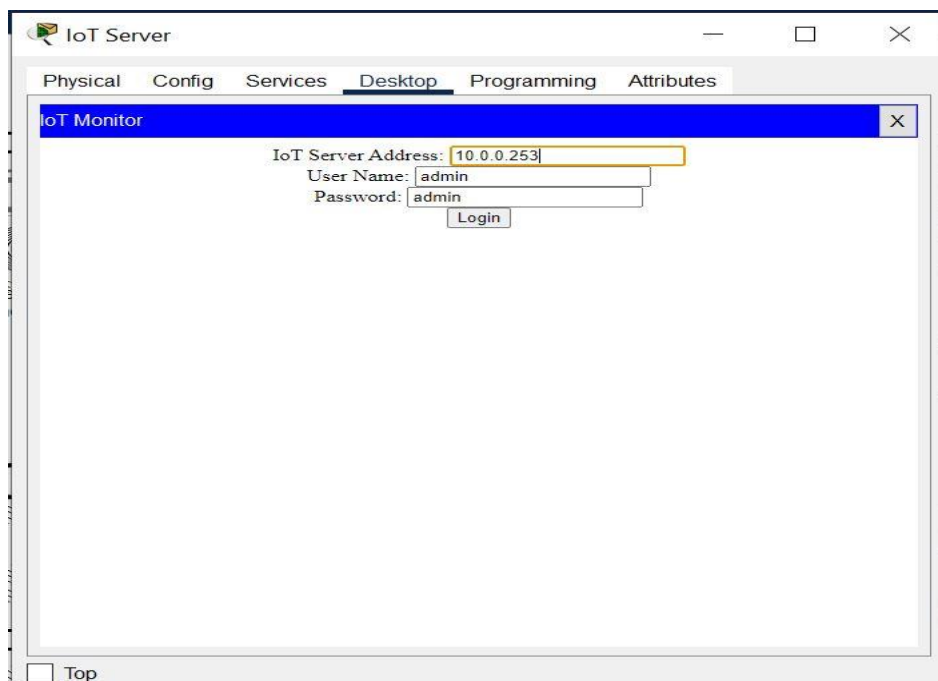 IoT Server
Physical Config Services Desktop Programming Attributes
IoT Monitor X
IoT Server Address: 10.0.0.253
User Name: admin
Password: admin
Login
Top